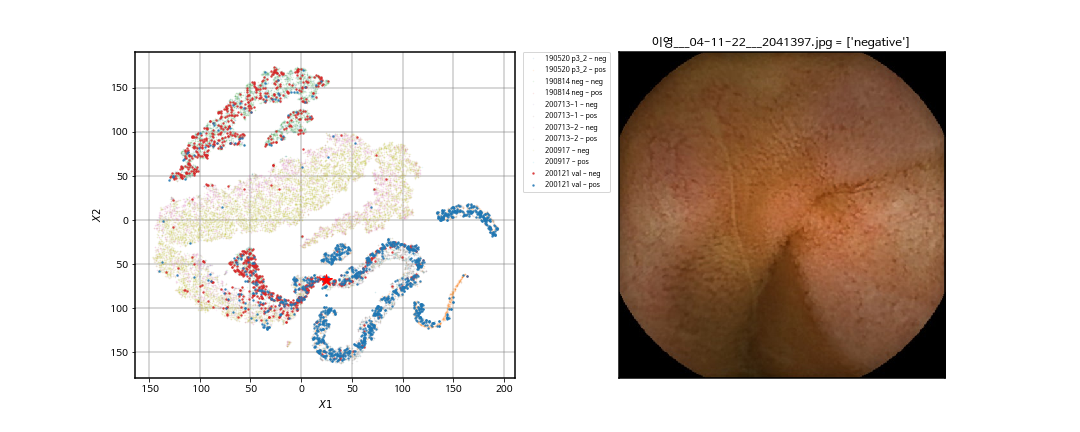 이영___04-11-22___2041397.jpg = ['negative']
190520 p3_2 - neg
190520 p3_2 - pos
190814 neg - neg
190814 neg - pos
200713-1 - neg
200713-1 - pos
200713-2 - neg
200713-2 - pos
200917 - neg
200917 - pos
200121 val - neg
200121 val - pos
150
100
50
0
50
100
150
X2
150 100 50 0 50 100 150 200
X1